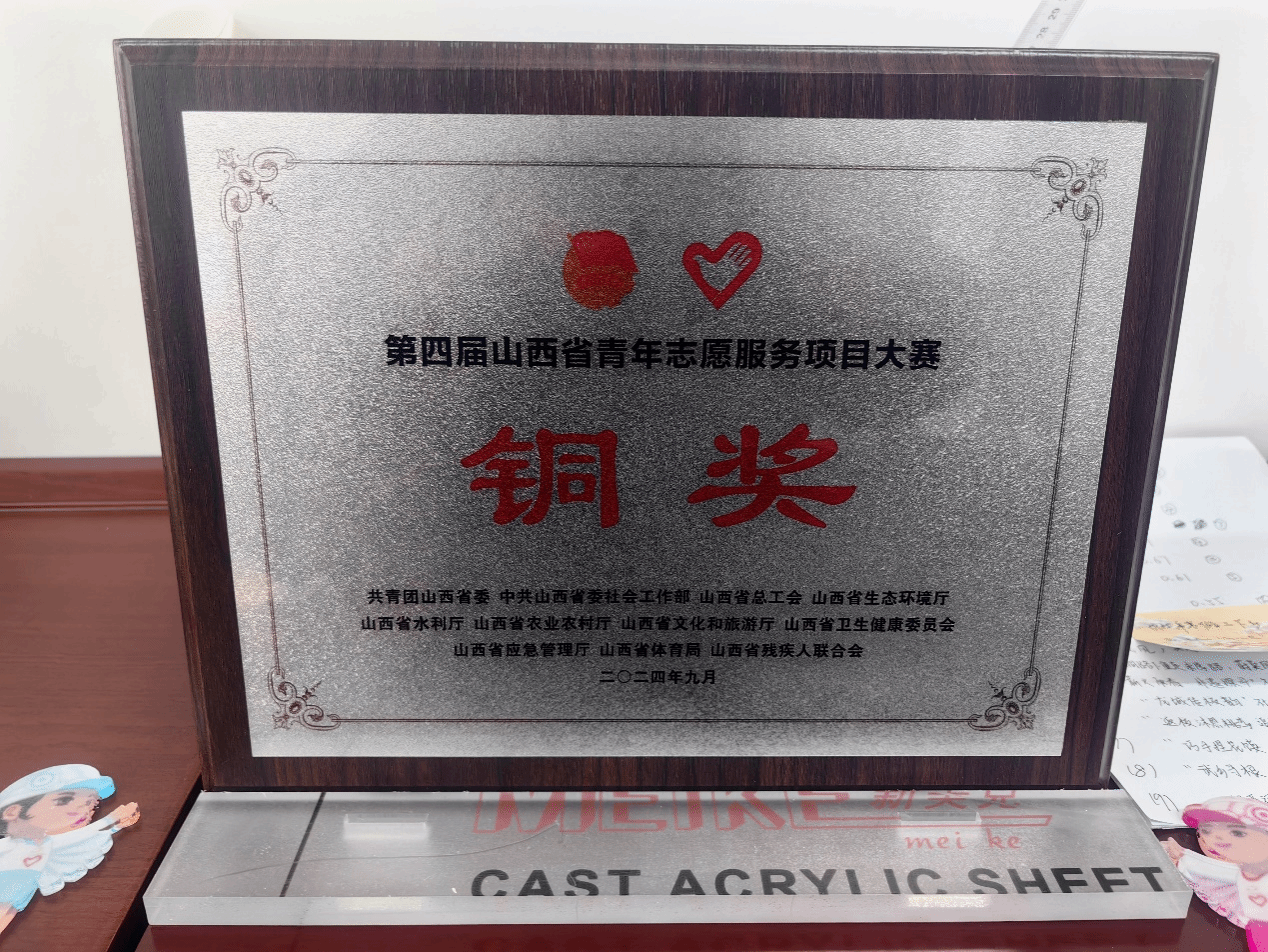 28 29
第四届山西省青年志愿服务项目大赛
铜奖
共青团山西省委 中共山西省委社会工作部 山西省总工会 山西省生态环境厅
山西省水利厅 山西省农业农村厅 山西省文化和旅游厅 山西省卫生健康委员会
山西省应急管理厅 山西省体育局 山西省残疾人联合会
二〇二四年九月
MEIKE
mei ke
CAST ACRYLIC SHEET
(8)